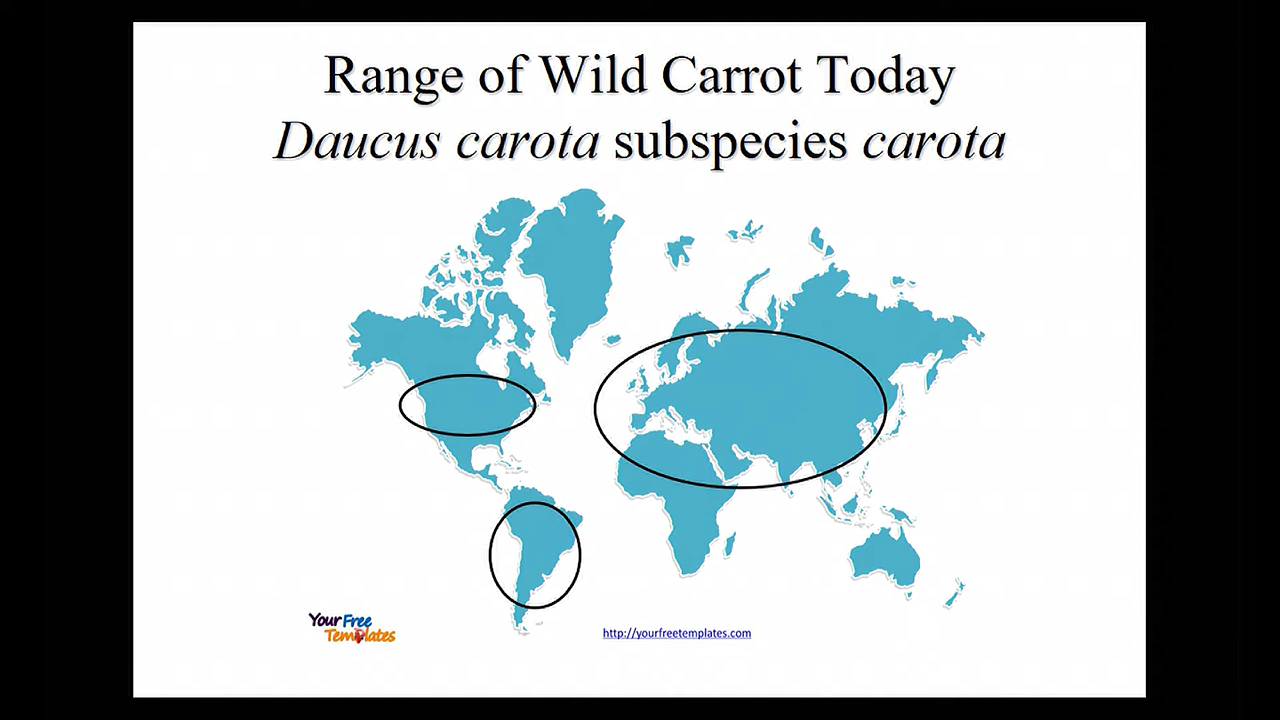 Range of Wild Carrot Today
Daucus carota subspecies carota
Your Free
Templates
http://yourfreetemplates.com